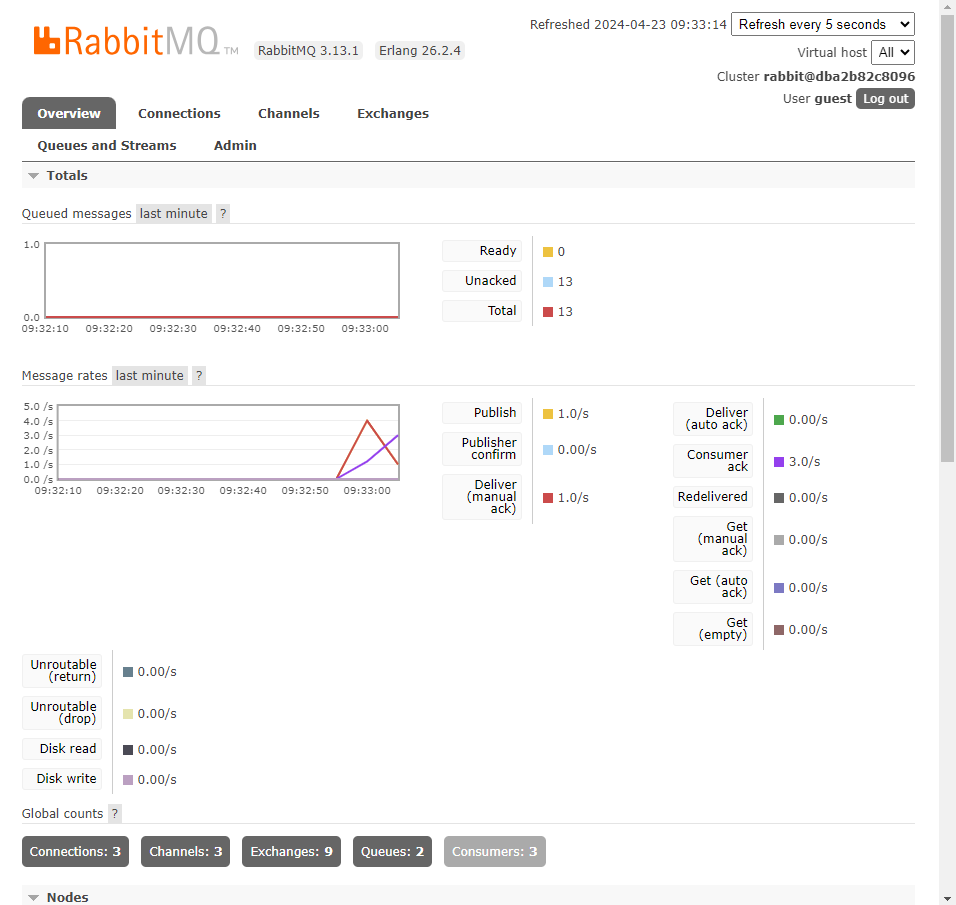 Refreshed 2024-04-23 09:33:14 Refresh every 5 seconds
RabbitMQ TM RabbitMQ 3.13.1 Erlang 26.2.4
Virtual host All
Cluster rabbit@dba2b82c8096
User guest Log out
Overview Connections Channels Exchanges
Queues and Streams Admin
Totals
Queued messages last minute ?
1.0
0.0
09:32:10 09:32:20 09:32:30 09:32:40 09:32:50 09:33:00
Ready 0
Unacked 13
Total 13
Message rates last minute ?
5.0 /s
4.0 /s
3.0 /s
2.0 /s
1.0 /s
0.0 /s
09:32:10 09:32:20 09:32:30 09:32:40 09:32:50 09:33:00
Publish 1.0/s
Publisher
confirm 0.00/s
Deliver
(manual
ack) 1.0/s
Deliver
(auto ack) 0.00/s
Consumer
ack 3.0/s
Redelivered 0.00/s
Get
(manual
ack) 0.00/s
Get (auto
ack) 0.00/s
Get
(empty) 0.00/s
Unroutable
(return) 0.00/s
Unroutable
(drop) 0.00/s
Disk read 0.00/s
Disk write 0.00/s
Global counts ?
Connections: 3 Channels: 3 Exchanges: 9 Queues: 2 Consumers: 3
Nodes